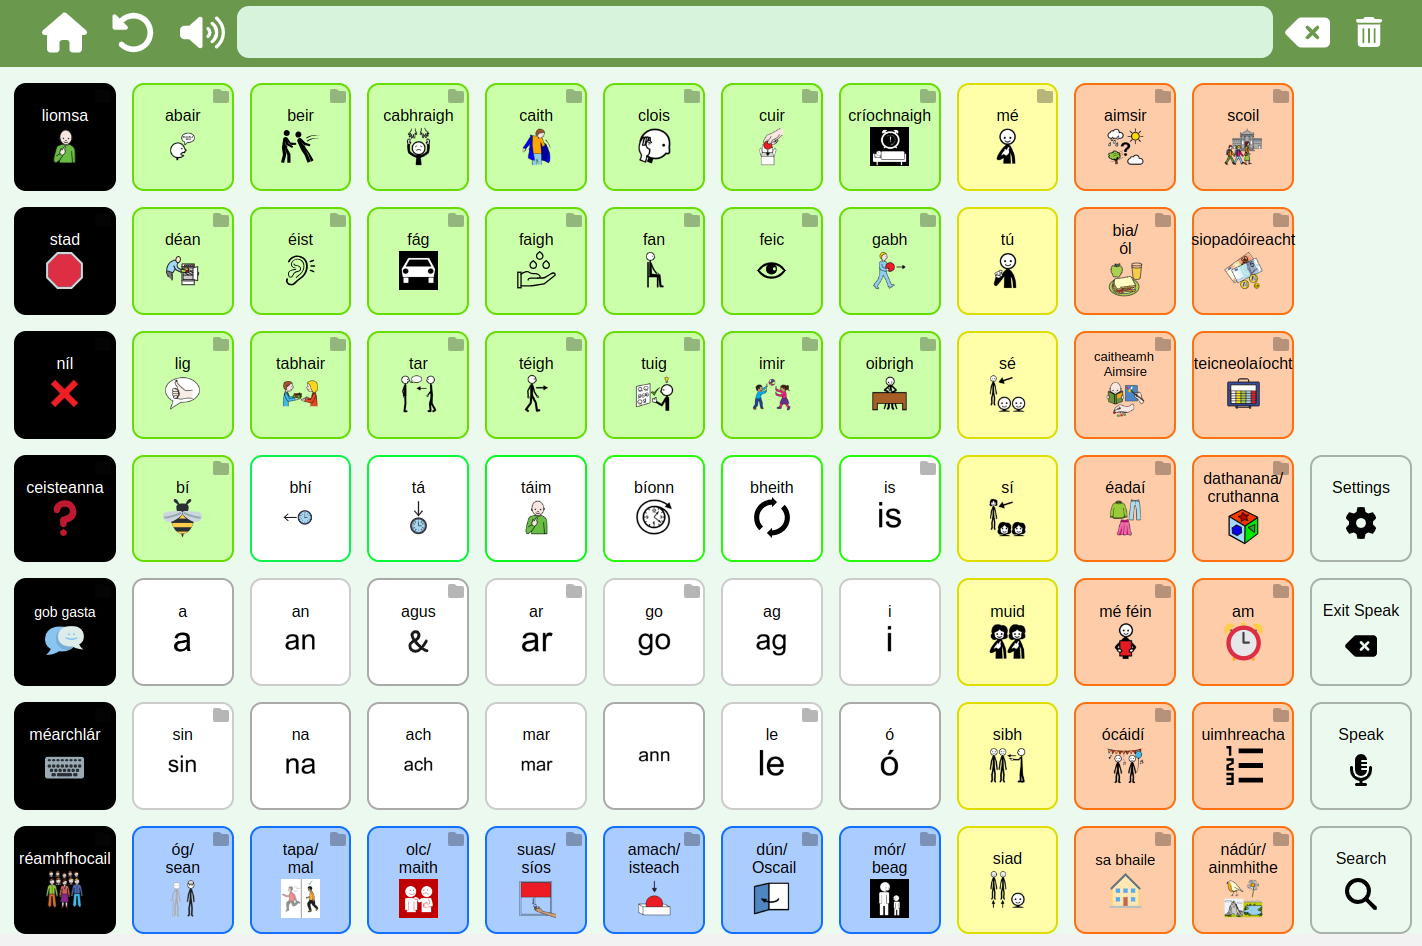 liomsa
abair
beir
cabhraigh
caith
clois
cuir
críochnaigh
mé
aimsir
scoil
stad
déan
éist
fág
faigh
fan
feic
gabh
tú
bia/
ól
siopadóireacht
níl
lig
tabhair
tar
téigh
tuig
imir
oibrigh
sé
caitheamh
Aimsire
teicneolaíocht
ceisteanna
bí
bhí
tá
táim
bíonn
bheith
is
is
sí
éadaí
dathananá/
cruthanna
Settings
gob gasta
a
a
an
an
agus
&
ar
ar
go
go
ag
ag
i
i
muid
mé féin
am
Exit Speak
méarchlár
sin
sin
na
na
ach
ach
mar
mar
ann
le
le
ó
ó
sibh
ócáidí
uimhreacha
1
2
3
Speak
réamhfhocail
óg/
sean
tapa/
mal
olc/
maith
suas/
síos
amach/
isteach
dún/
Oscail
mór/
beag
siad
sa bhaile
nádúr/
ainmhithe
Search